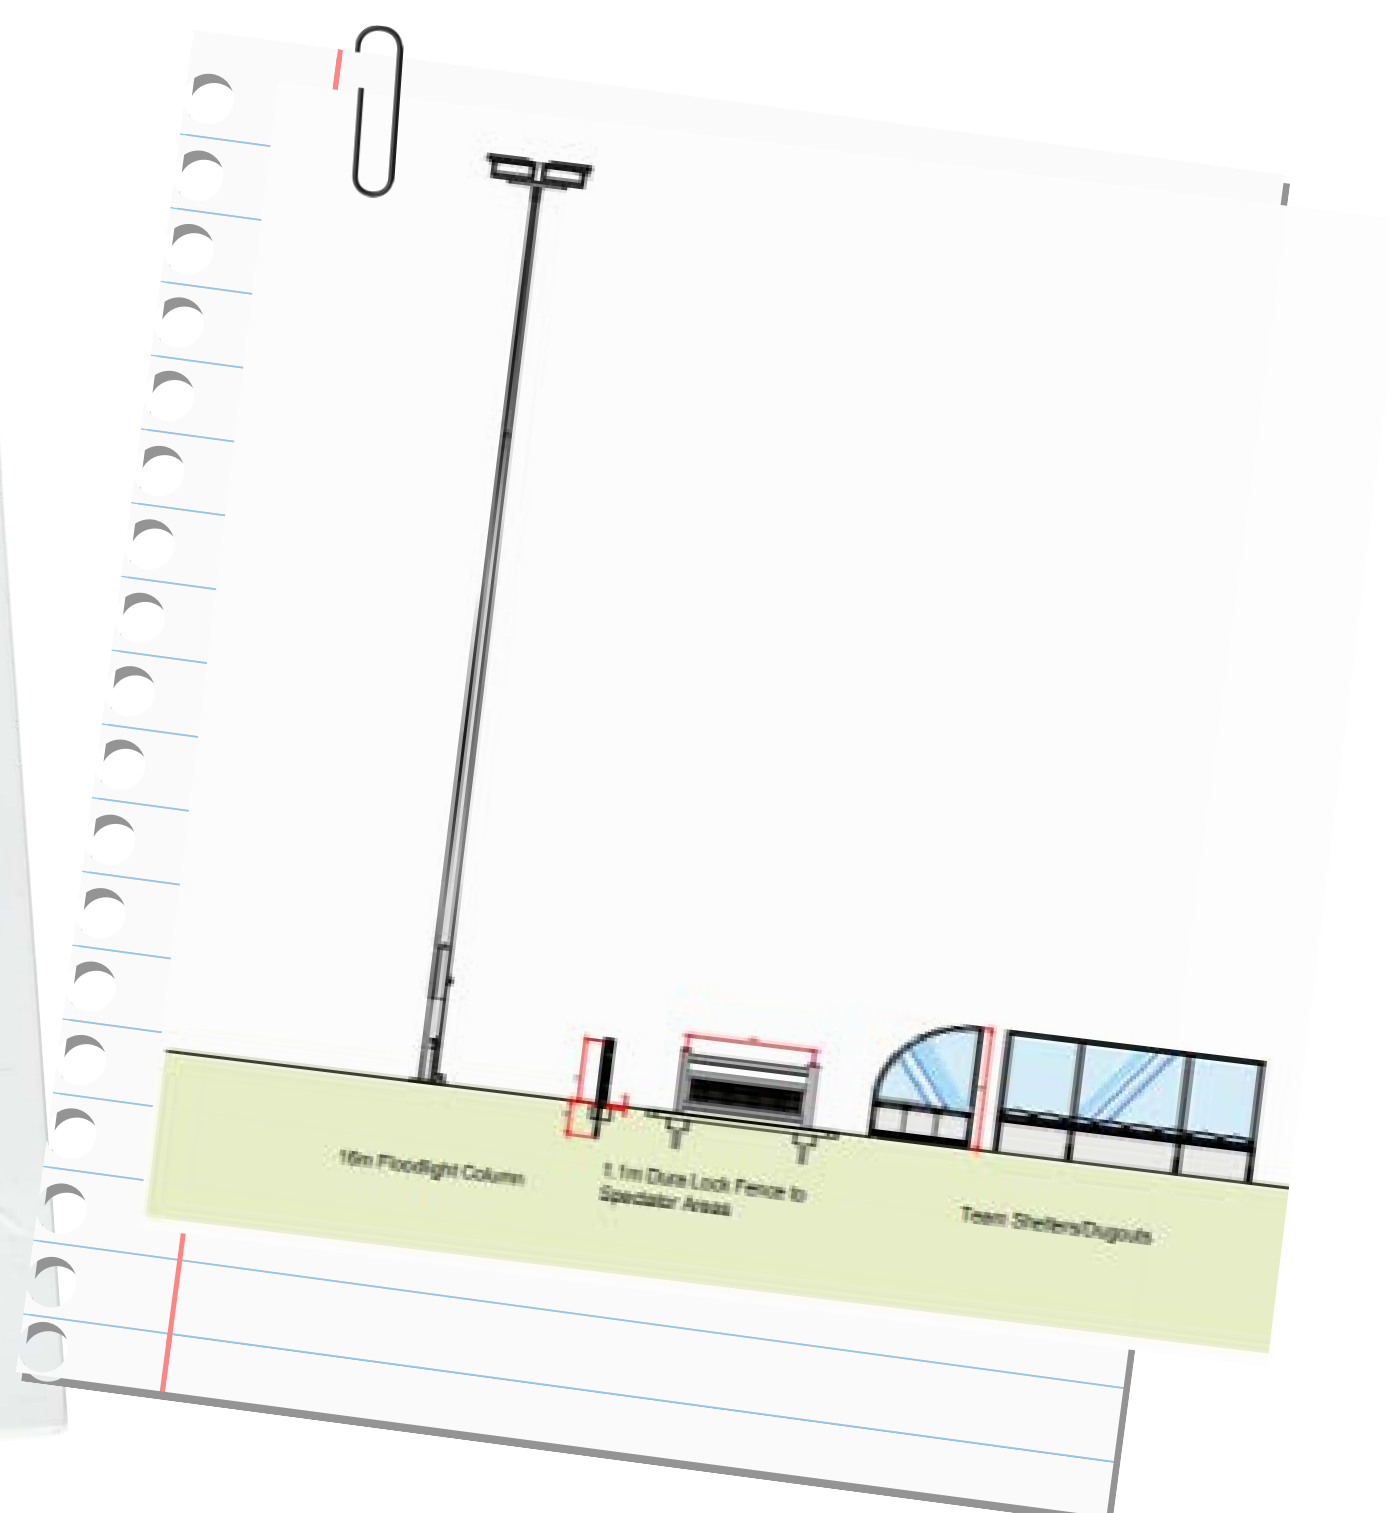 16m Floodlight Column
1.1m Dura Lock Fence to
Spectator Areas
Team Shelters/Dugouts